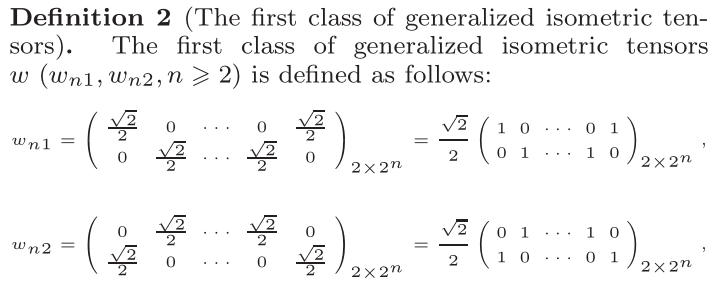 Definition 2 (The first class of generalized isometric ten-
sors). The first class of generalized isometric tensors
w (w_{n1}, w_{n2}, n ⩾ 2) is defined as follows:
w_{n1} = \begin{pmatrix} \frac{\sqrt{2}}{2} & 0 & \cdots & 0 & \frac{\sqrt{2}}{2} \\ 0 & \frac{\sqrt{2}}{2} & \cdots & \frac{\sqrt{2}}{2} & 0 \end{pmatrix}_{2×2^n} = \frac{\sqrt{2}}{2} \begin{pmatrix} 1 & 0 & \cdots & 0 & 1 \\ 0 & 1 & \cdots & 1 & 0 \end{pmatrix}_{2×2^n} ,
w_{n2} = \begin{pmatrix} 0 & \frac{\sqrt{2}}{2} & \cdots & \frac{\sqrt{2}}{2} & 0 \\ \frac{\sqrt{2}}{2} & 0 & \cdots & 0 & \frac{\sqrt{2}}{2} \end{pmatrix}_{2×2^n} = \frac{\sqrt{2}}{2} \begin{pmatrix} 0 & 1 & \cdots & 1 & 0 \\ 1 & 0 & \cdots & 0 & 1 \end{pmatrix}_{2×2^n} ,